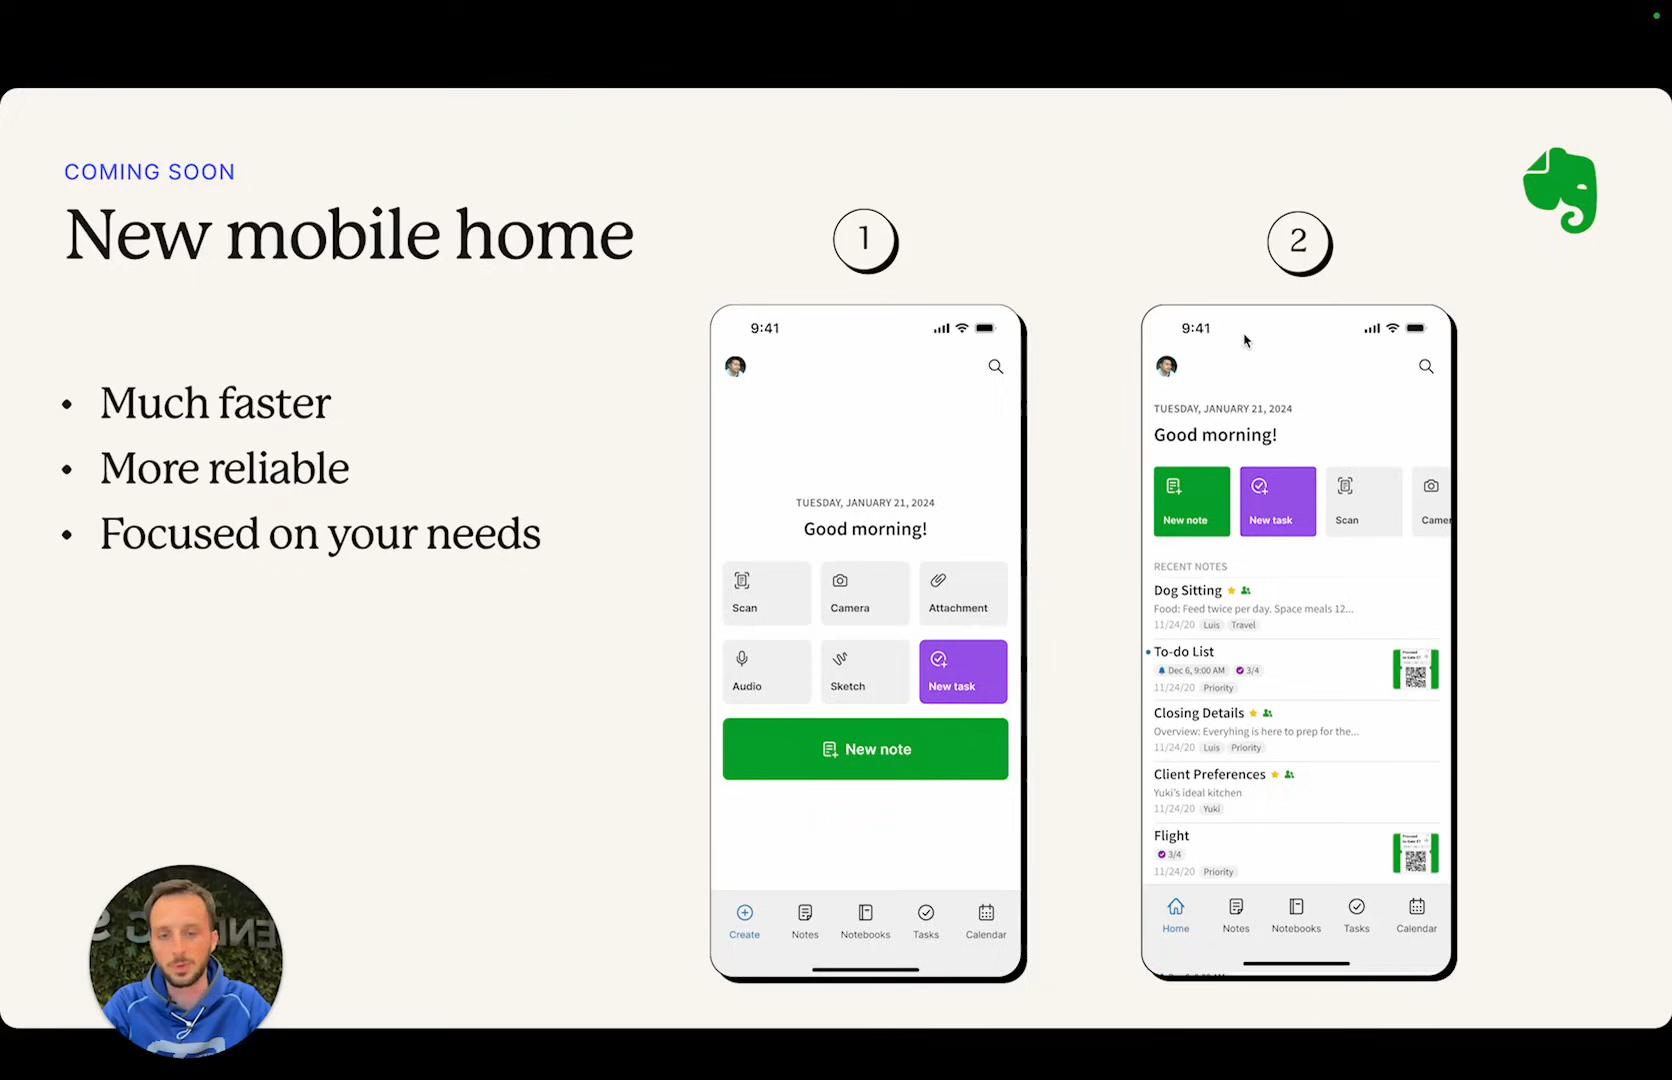 COMING SOON
New mobile home
• Much faster
• More reliable
• Focused on your needs
1
9:41
TUESDAY, JANUARY 21, 2024
Good morning!
Scan Camera Attachment
Audio Sketch New task
New note
Create Notes Notebooks Tasks Calendar
2
9:41
TUESDAY, JANUARY 21, 2024
Good morning!
New note New task Scan Camer
RECENT NOTES
Dog Sitting
Food: Feed twice per day. Space meals 12...
11/24/20 Luis Travel
To-do List
Dec 6, 9:00 AM 3/4
11/24/20 Priority
Closing Details
Overview: Everyhing is here to prep for the...
11/24/20 Luis Priority
Client Preferences
Yuki's ideal kitchen
11/24/20 Yuki
Flight
3/4
11/24/20 Priority
Home Notes Notebooks Tasks Calendar